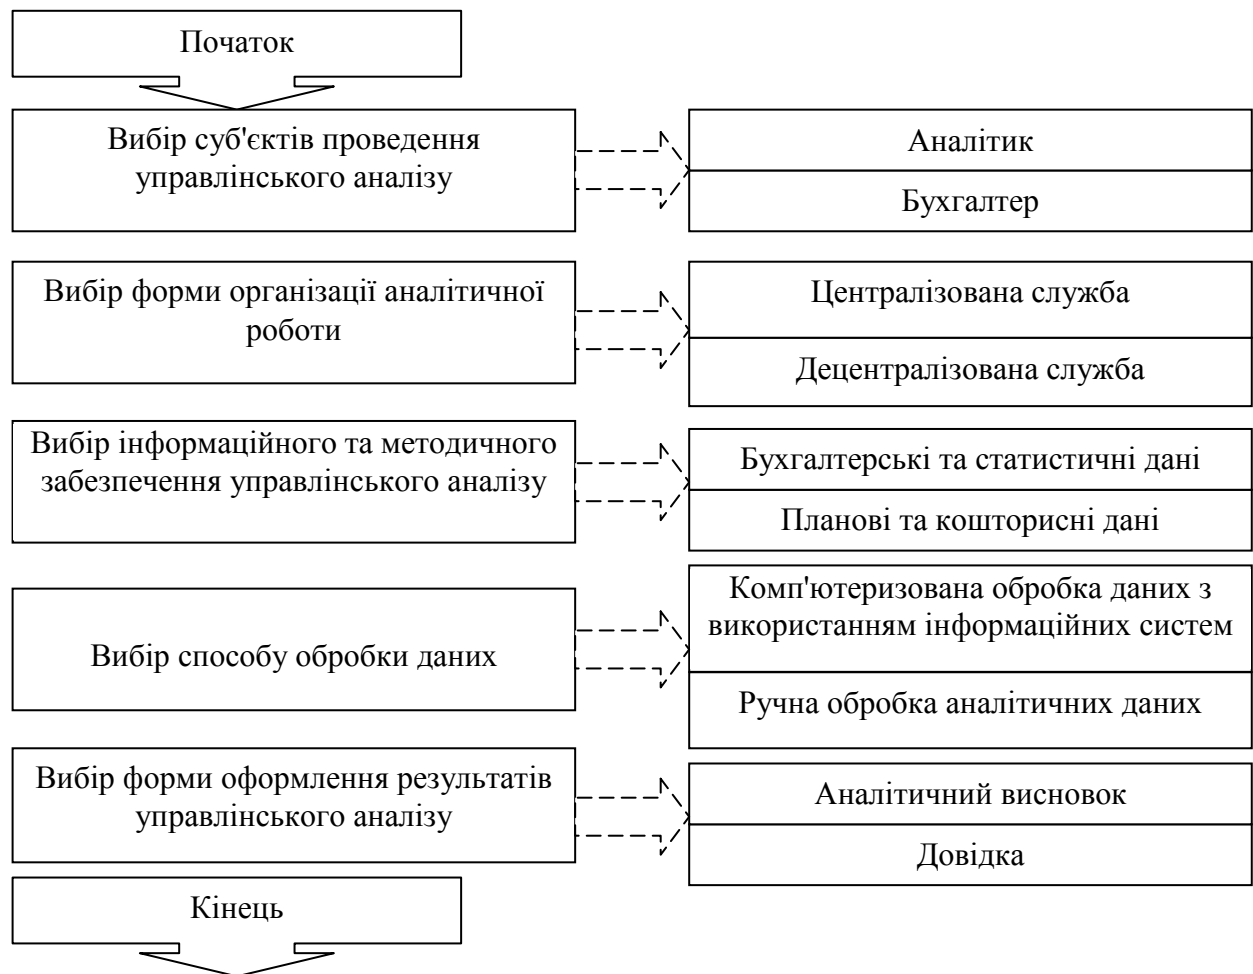 Початок
Вибір суб'єктів проведення
управлінського аналізу
Аналітик
Бухгалтер
Вибір форми організації аналітичної
роботи
Централізована служба
Децентралізована служба
Вибір інформаційного та методичного
забезпечення управлінського аналізу
Бухгалтерські та статистичні дані
Планові та кошторисні дані
Вибір способу обробки даних
Комп'ютеризована обробка даних з
використанням інформаційних систем
Ручна обробка аналітичних даних
Вибір форми оформлення результатів
управлінського аналізу
Аналітичний висновок
Довідка
Кінець